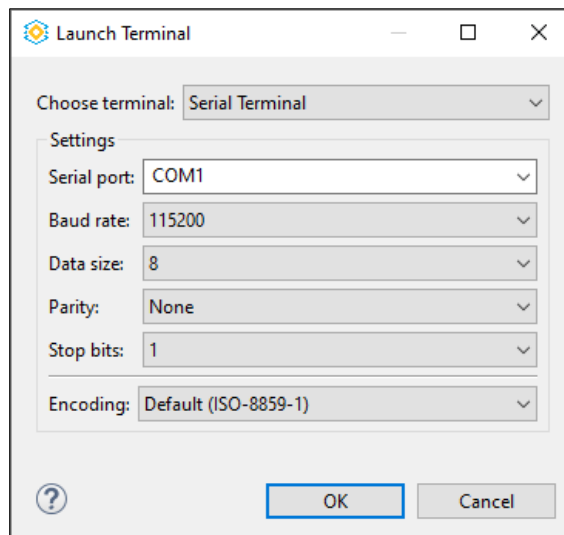 Launch Terminal
Choose terminal: Serial Terminal
Settings
Serial port: COM1
Baud rate: 115200
Data size: 8
Parity: None
Stop bits: 1
Encoding: Default (ISO-8859-1)
? OK Cancel